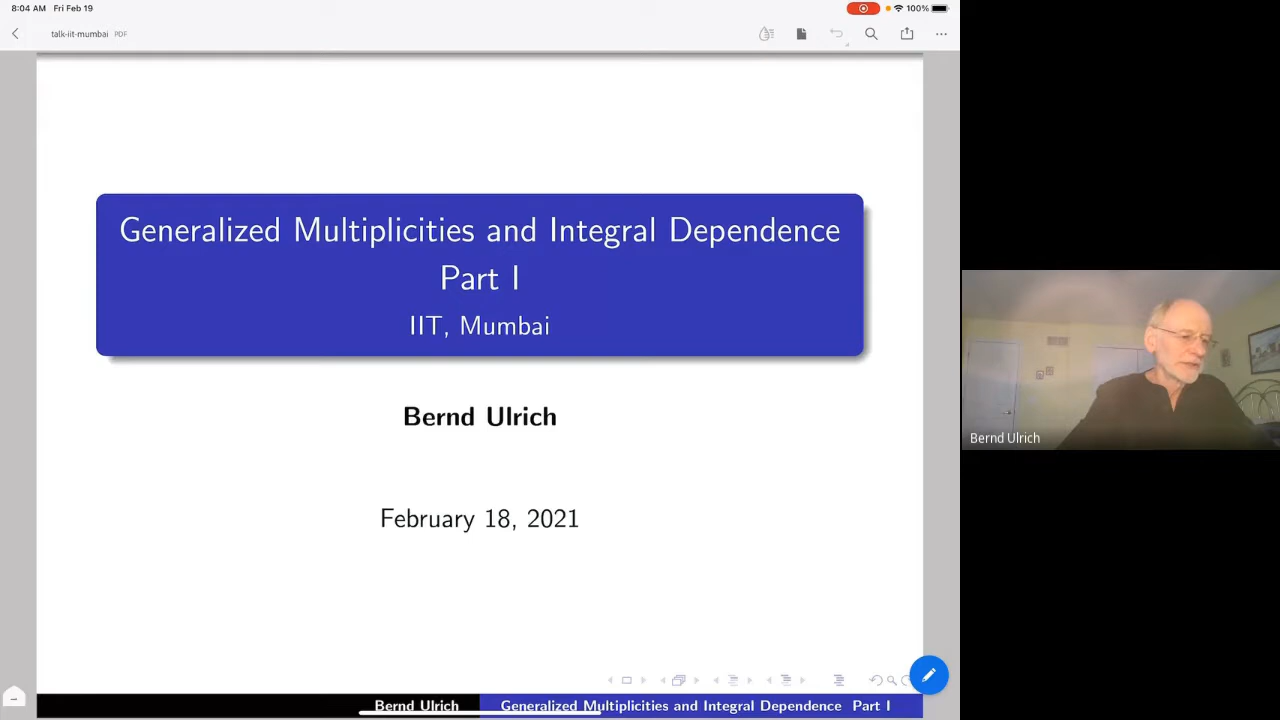 8:04 AM Fri Feb 19
100%
talk-iit-mumbai PDF
Generalized Multiplicities and Integral Dependence
Part I
IIT, Mumbai
Bernd Ulrich
February 18, 2021
Bernd Ulrich
Bernd Ulrich Generalized Multiplicities and Integral Dependence Part I